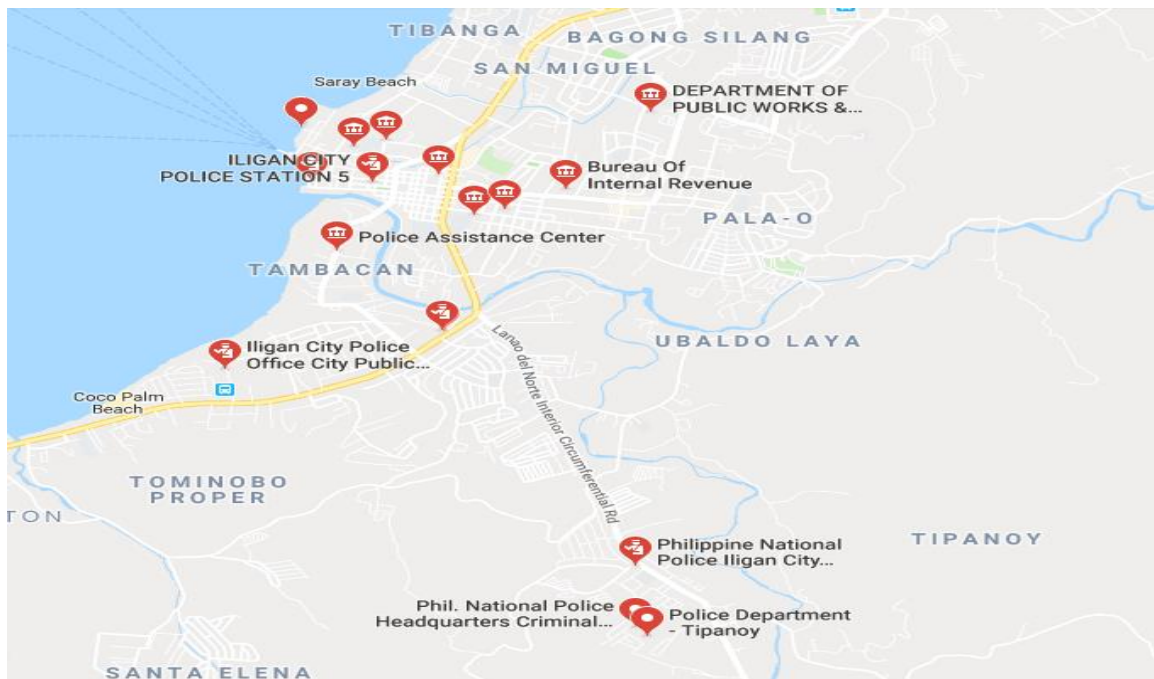 TIBANGA
BAGONG SILANG
SAN MIGUEL
Saray Beach
DEPARTMENT OF
PUBLIC WORKS &...
ILIGAN CITY
POLICE STATION 5
Bureau Of
Internal Revenue
PALA-O
Police Assistance Center
TAMBACAN
Lanao del Norte Interior Circumferential Rd
UBALDO LAYA
Iligan City Police
Office City Public...
Coco Palm
Beach
TOMINOBO
PROPER
TON
TIPANOY
Philippine National
Police Iligan City...
Phil. National Police
Headquarters Criminal...
Police Department
- Tipanoy
SANTA ELENA